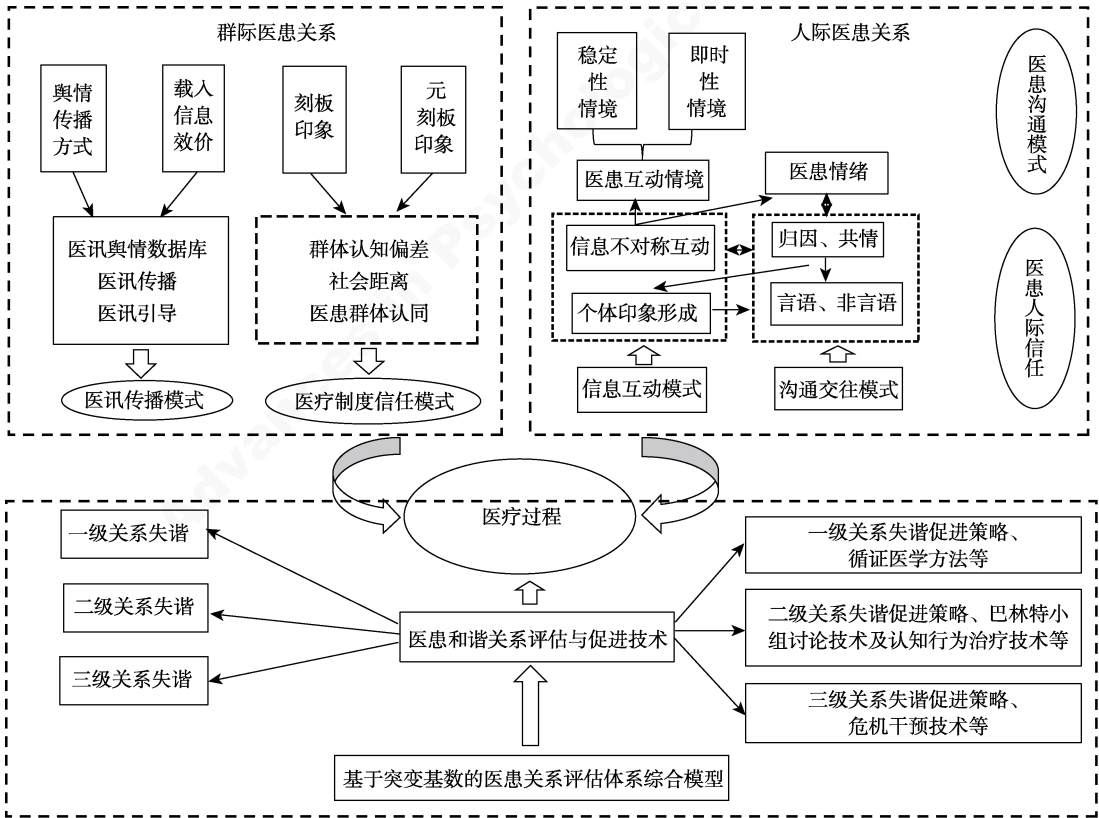 群际医患关系
舆情
传播
方式
载入
信息
效价
刻板
印象
元
刻板
印象
医讯舆情数据库
医讯传播
医讯引导
群体认知偏差
社会距离
医患群体认同
医讯传播模式
医疗制度信任模式
人际医患关系
稳定
性
情境
即时
性
情境
医患互动情境
医患情绪
信息不对称互动
归因、共情
个体印象形成
言语、非言语
信息互动模式
沟通交往模式
医患沟通模式
医患人际信任
医疗过程
一级关系失谐
二级关系失谐
三级关系失谐
医患和谐关系评估与促进技术
一级关系失谐促进策略、
循证医学方法等
二级关系失谐促进策略、巴林特小
组讨论技术及认知行为治疗技术等
三级关系失谐促进策略、
危机干预技术等
基于突变基数的医患关系评估体系综合模型
Advances in Psychologic